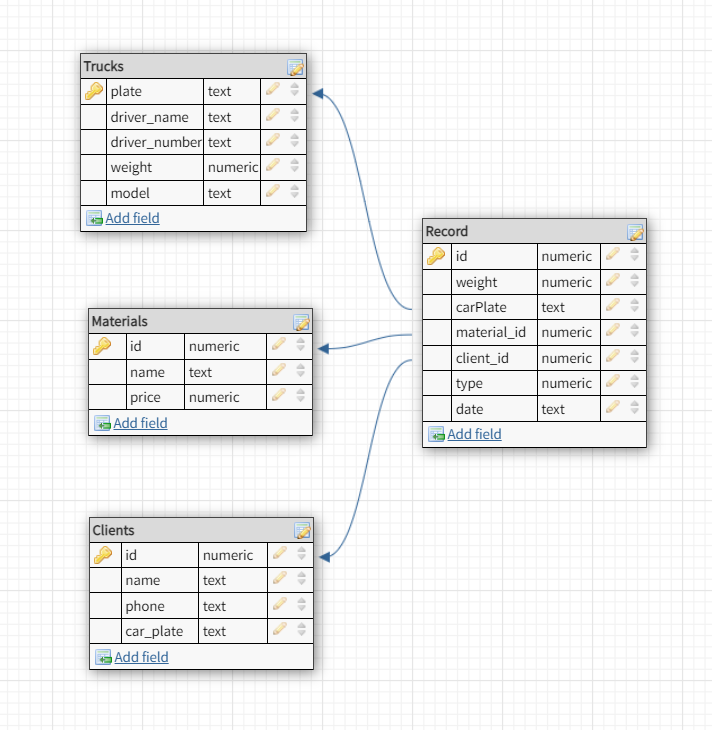 Trucks
plate text
driver_name text
driver_number text
weight numeric
model text
Add field
Record
id numeric
weight numeric
carPlate text
material_id numeric
client_id numeric
type numeric
date text
Add field
Materials
id numeric
name text
price numeric
Add field
Clients
id numeric
name text
phone text
car_plate text
Add field